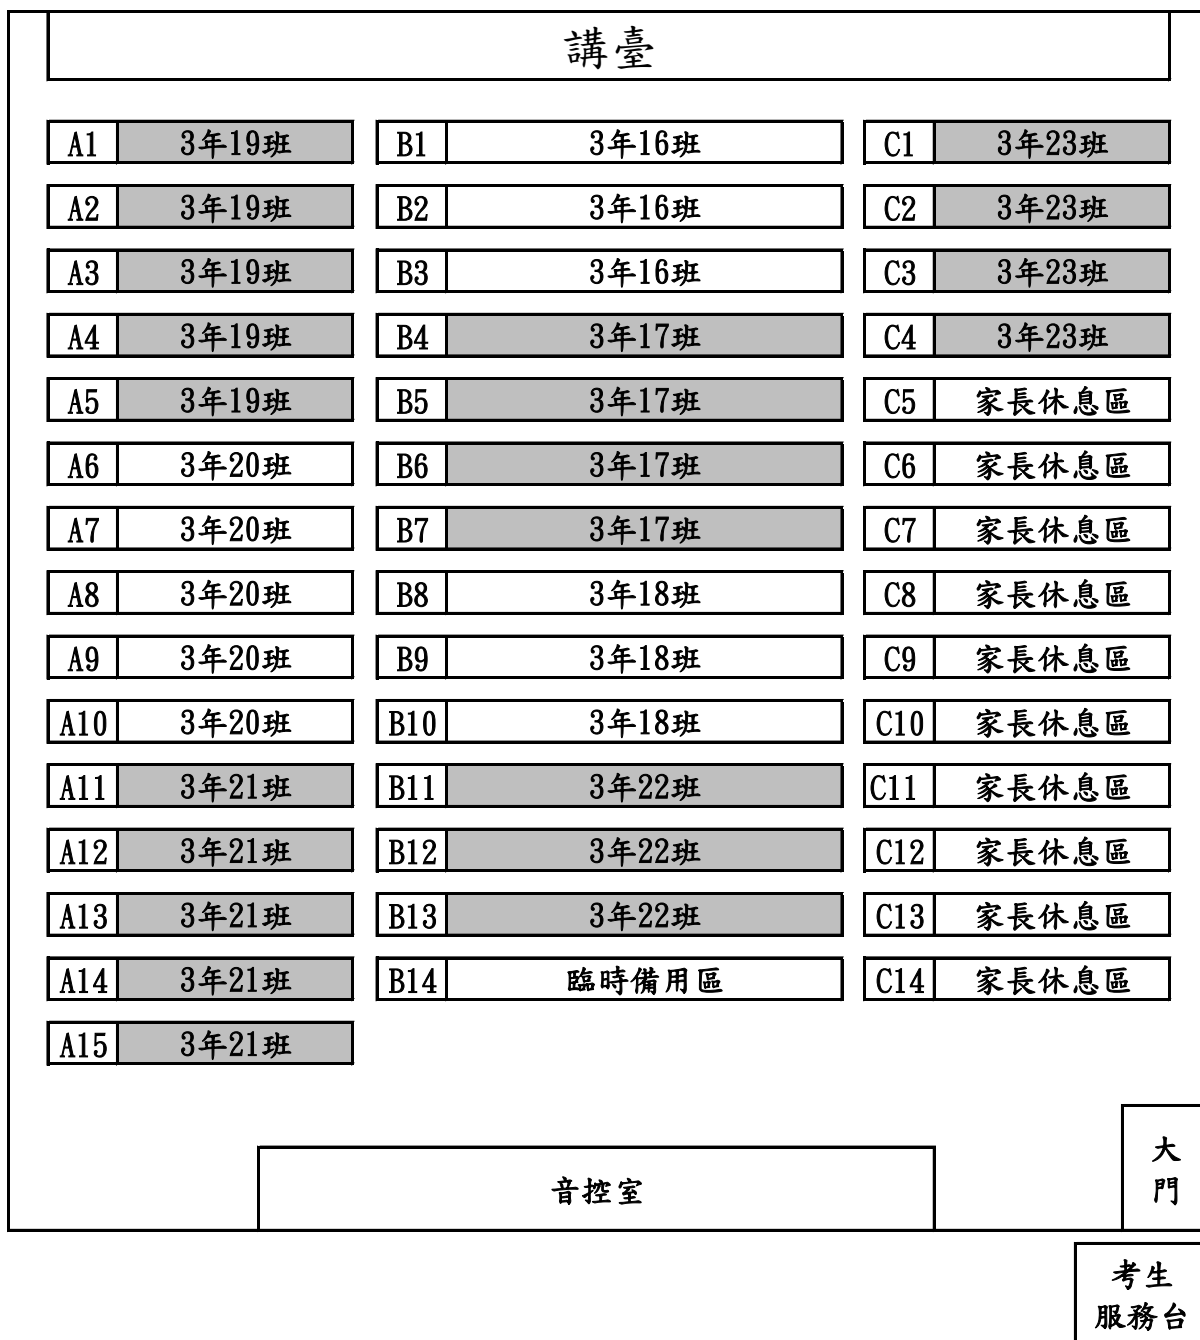 講臺
A1 3年19班 B1 3年16班 C1 3年23班
A2 3年19班 B2 3年16班 C2 3年23班
A3 3年19班 B3 3年16班 C3 3年23班
A4 3年19班 B4 3年17班 C4 3年23班
A5 3年19班 B5 3年17班 C5 家長休息區
A6 3年20班 B6 3年17班 C6 家長休息區
A7 3年20班 B7 3年17班 C7 家長休息區
A8 3年20班 B8 3年18班 C8 家長休息區
A9 3年20班 B9 3年18班 C9 家長休息區
A10 3年20班 B10 3年18班 C10 家長休息區
A11 3年21班 B11 3年22班 C11 家長休息區
A12 3年21班 B12 3年22班 C12 家長休息區
A13 3年21班 B13 3年22班 C13 家長休息區
A14 3年21班 B14 臨時備用區 C14 家長休息區
A15 3年21班
音控室
大
門
考生
服務台